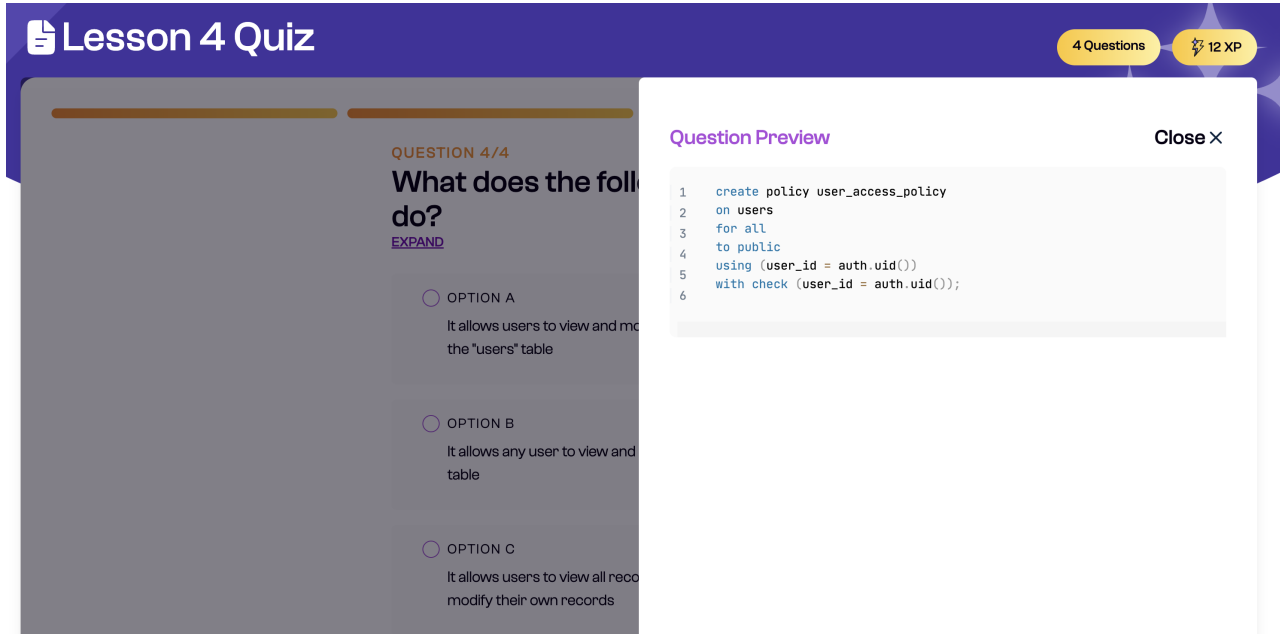 Lesson 4 Quiz
4 Questions
12 XP
QUESTION 4/4
What does the
do?
EXPAND
OPTION A
It allows users to view and
the "users" table
OPTION B
It allows any user to view and
table
OPTION C
It allows users to view all
modify their own records
Question Preview
Close
1 create policy user_access_policy
2 on users
3 for all
4 to public
5 using (user_id = auth.uid())
6 with check (user_id = auth.uid());